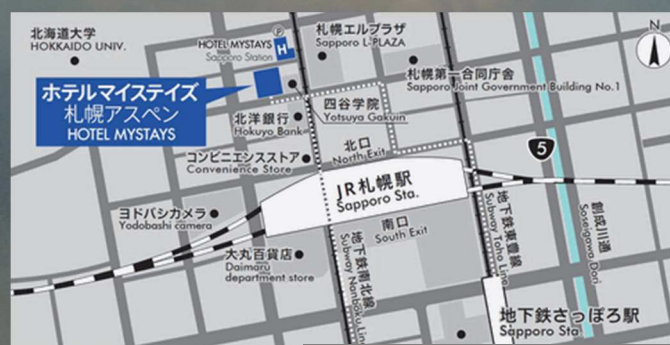 北海道大学
HOKKAIDO UNIV.
HOTEL MYSTAYS
Sapporo Station
P
H
札幌エルプラザ
Sapporo L-PLAZA
N
札幌第一合同庁舎
Sapporo Joint Government Building No.1
ホテルマイステイズ
札幌アスペン
HOTEL MYSTAYS
北洋銀行
Hokuyo Bank
四谷学院
Yotsuya Gakuin
コンビニエンスストア
Convenience Store
北口
North Exit
5
JR札幌駅
Sapporo Sta.
ヨドバシカメラ
Yodobashi camera
南口
South Exit
大丸百貨店
Daimaru
department store
地下鉄南北線
Subway Nanboku Line
地下鉄東豊線
Subway Toho Line
創成川通
Soseigawa Dori
地下鉄さっぽろ駅
Sapporo Sta.